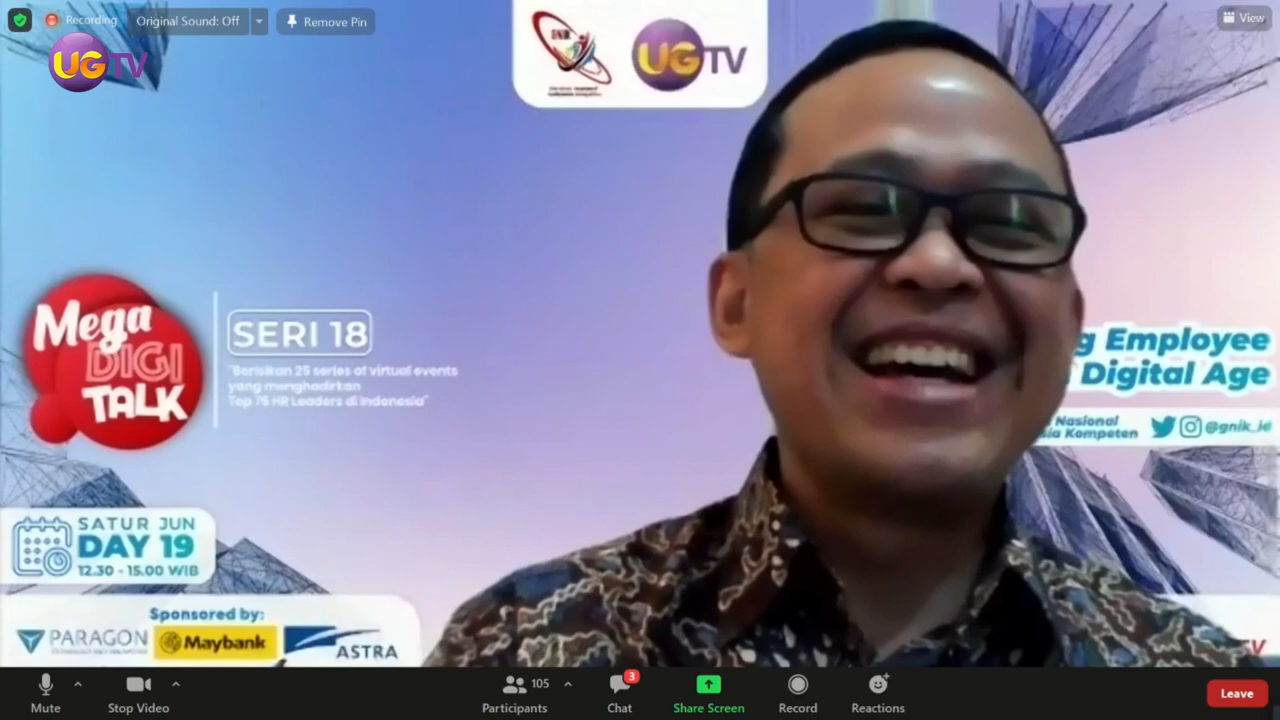 Recording
Original Sound: Off
Remove Pin
View
UGTV
GNIK
UGTV
Mega
DIGI
TALK
SERI 18
"Berisikan 25 series of virtual events
yang menghadirkan
Top 75 HR Leaders di Indonesia"
g Employee
Digital Age
Nasional
sia Kompeten
@gnik_id
SATUR JUN
DAY 19
12.30 - 15.00 WIB
Sponsored by:
PARAGON
Maybank
ASTRA
V
Mute
Stop Video
105
Participants
3
Chat
Share Screen
Record
Reactions
Leave